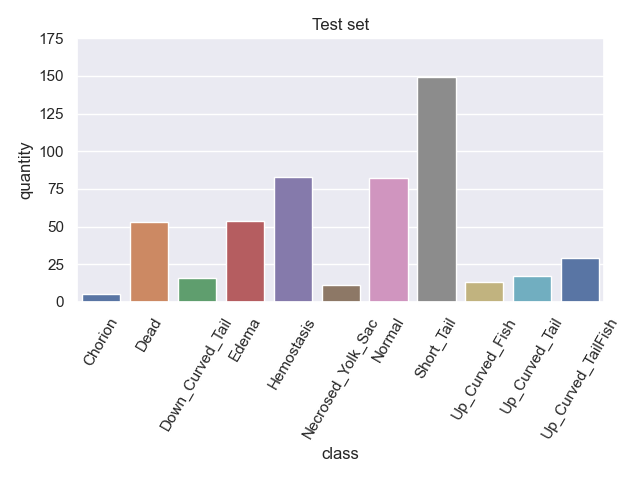 Test set
quantity
175
150
125
100
75
50
25
0
Chorion
Dead
Down_Curved_Tail
Edema
Hemostasis
Necrosed_Yolk_Sac
Normal
Short_Tail
Up_Curved_Fish
Up_Curved_Tail
Up_Curved_TailFish
class